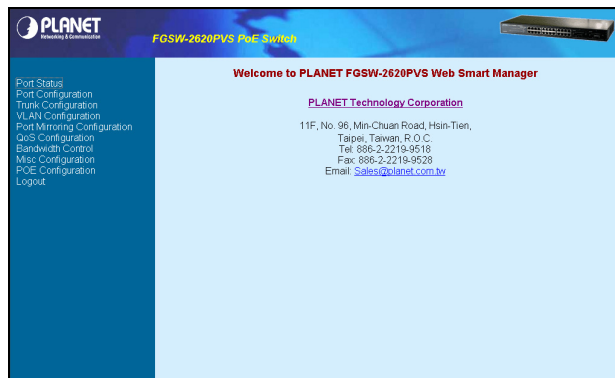 PLANET
Networking & Communication
FGSW-2620PVS PoE Switch
Port Status
Port Configuration
Trunk Configuration
VLAN Configuration
Port Mirroring Configuration
QoS Configuration
Bandwidth Control
Misc Configuration
POE Configuration
Logout
Welcome to PLANET FGSW-2620PVS Web Smart Manager
PLANET Technology Corporation
11F, No. 96, Min-Chuan Road, Hsin-Tien,
Taipei, Taiwan, R.O.C.
Tel: 886-2-2219-9518
Fax: 886-2-2219-9528
Email: Sales@planet.com.tw